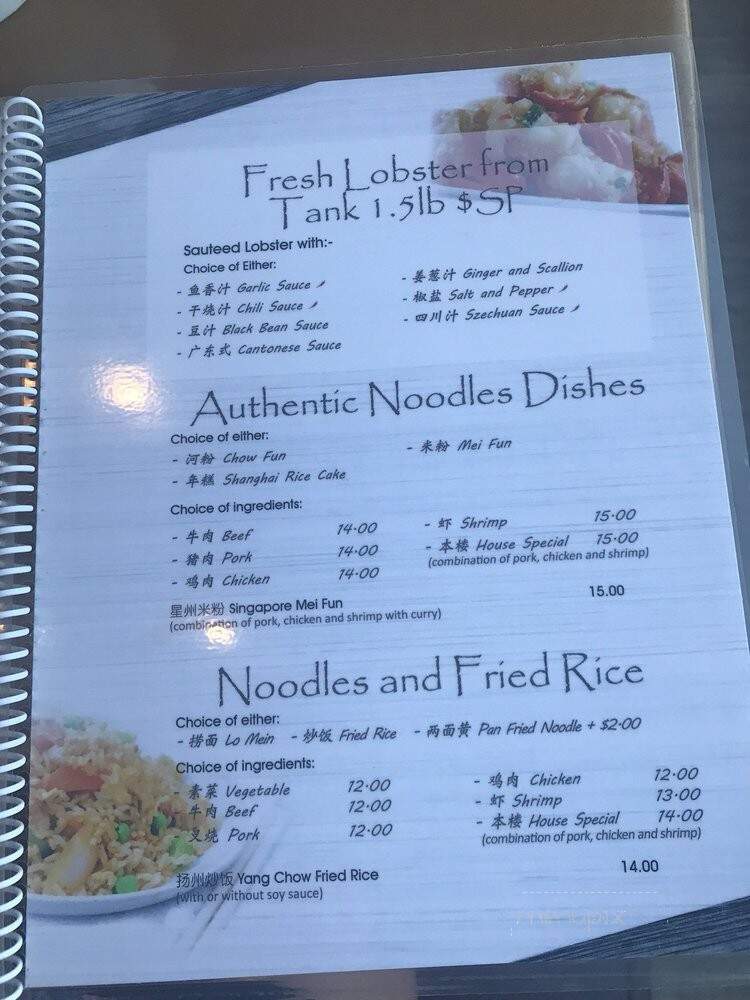 Fresh Lobster from
Tank 1.5lb $SP
Sauteed Lobster with:-
Choice of Either:
- 鱼香汁 Garlic Sauce
- 干烧汁 Chili Sauce
- 豆汁 Black Bean Sauce
- 广东式 Cantonese Sauce
- 姜葱汁 Ginger and Scallion
- 椒盐 Salt and Pepper
- 四川汁 Szechuan Sauce
Authentic Noodles Dishes
Choice of either:
- 河粉 Chow Fun
- 年糕 Shanghai Rice Cake
- 米粉 Mei Fun
Choice of ingredients:
- 牛肉 Beef 14.00
- 猪肉 Pork 14.00
- 鸡肉 Chicken 14.00
- 虾 Shrimp 15.00
- 本楼 House Special 15.00
(combination of pork, chicken and shrimp)
星州米粉 Singapore Mei Fun 15.00
(combination of pork, chicken and shrimp with curry)
Noodles and Fried Rice
Choice of either:
- 捞面 Lo Mein - 炒饭 Fried Rice - 两面黄 Pan Fried Noodle + $2.00
Choice of ingredients:
- 素菜 Vegetable 12.00
- 牛肉 Beef 12.00
- 叉烧 Pork 12.00
- 鸡肉 Chicken 12.00
- 虾 Shrimp 13.00
- 本楼 House Special 14.00
(combination of pork, chicken and shrimp)
扬州炒饭 Yang Chow Fried Rice 14.00
(with or without soy sauce)